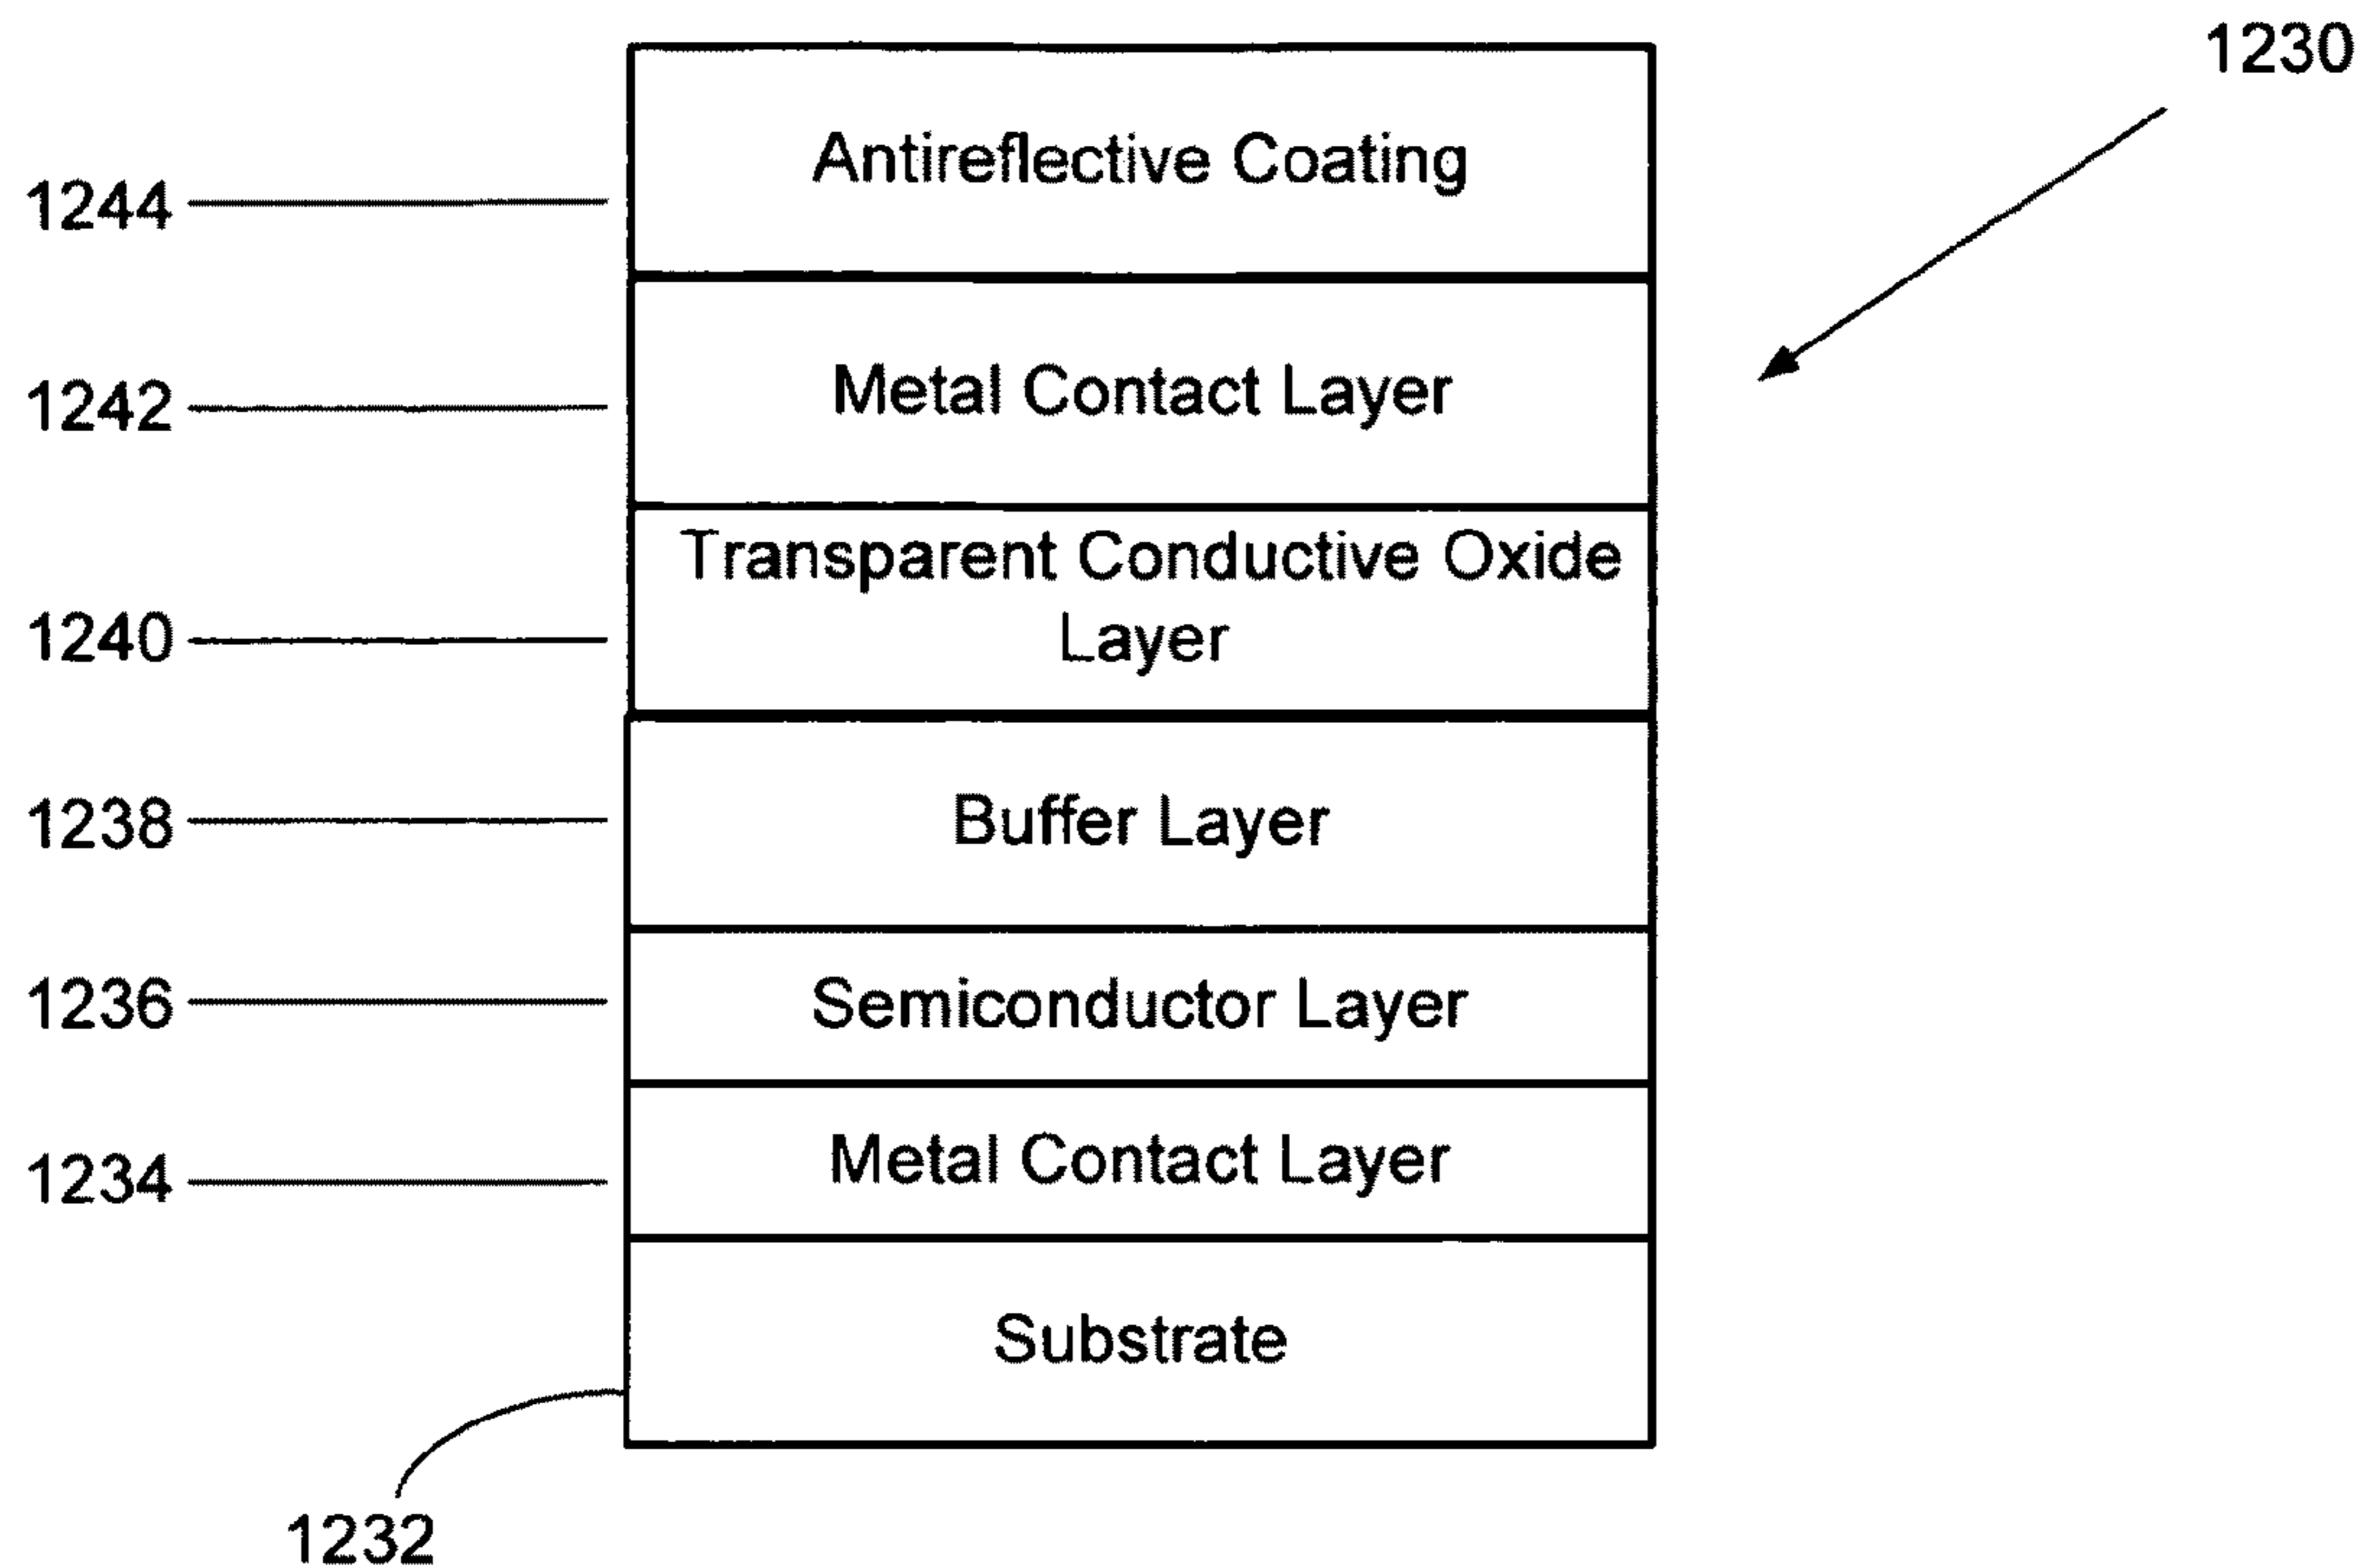 1230
Antireflective Coating
1244
Metal Contact Layer
1242
Transparent Conductive Oxide
Layer
1240
Buffer Layer
1238
Semiconductor Layer
1236
Metal Contact Layer
1234
Substrate
1232